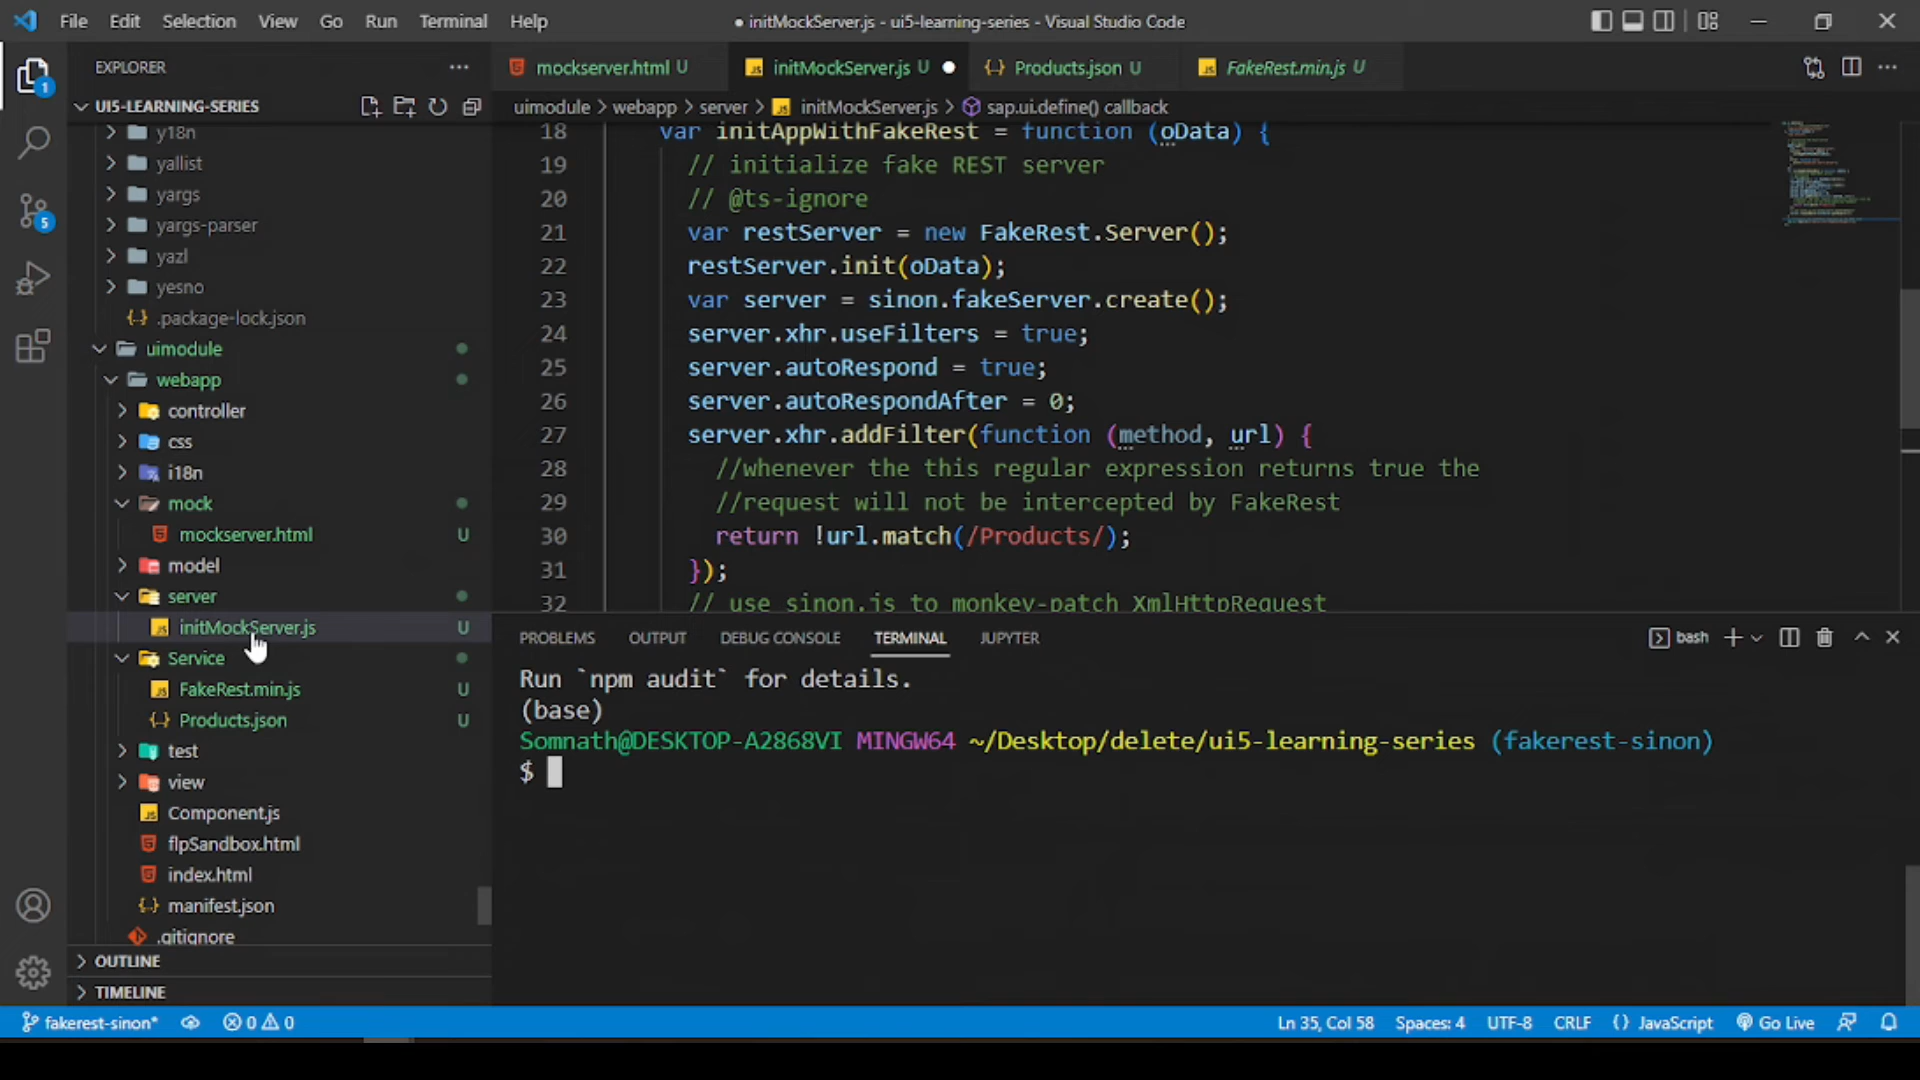 File Edit Selection View Go Run Terminal Help
● initMockServer.js - ui5-learning-series - Visual Studio Code
EXPLORER
mockserver.html U
initMockServer.js U
Products.json U
FakeRest.min.js U
UI5-LEARNING-SERIES
uimodule > webapp > server > initMockServer.js > sap.ui.define() callback
1
5
y18n
yallist
yargs
yargs-parser
yazl
yesno
.package-lock.json
uimodule
webapp
controller
css
i18n
mock
mockserver.html U
model
server
initMockServer.js U
Service
FakeRest.min.js U
Products.json U
test
view
Component.js
flpSandbox.html
index.html
manifest.json
.gitignore
OUTLINE
TIMELINE
18 var initAppWithFakeRest = function (oData) {
19 // initialize fake REST server
20 // @ts-ignore
21 var restServer = new FakeRest.Server();
22 restServer.init(oData);
23 var server = sinon.fakeServer.create();
24 server.xhr.useFilters = true;
25 server.autoRespond = true;
26 server.autoRespondAfter = 0;
27 server.xhr.addFilter(function (method, url) {
28 //whenever the this regular expression returns true the
29 //request will not be intercepted by FakeRest
30 return !url.match(/Products/);
31 });
32 // use sinon.js to monkey-patch XmlHttpRequest
PROBLEMS OUTPUT DEBUG CONSOLE TERMINAL JUPYTER
bash
Run `npm audit` for details.
(base)
Somnath@DESKTOP-A2868VI MINGW64 ~/Desktop/delete/ui5-learning-series (fakerest-sinon)
$
fakerest-sinon* 0 0
Ln 35, Col 58 Spaces: 4 UTF-8 CRLF {} JavaScript Go Live